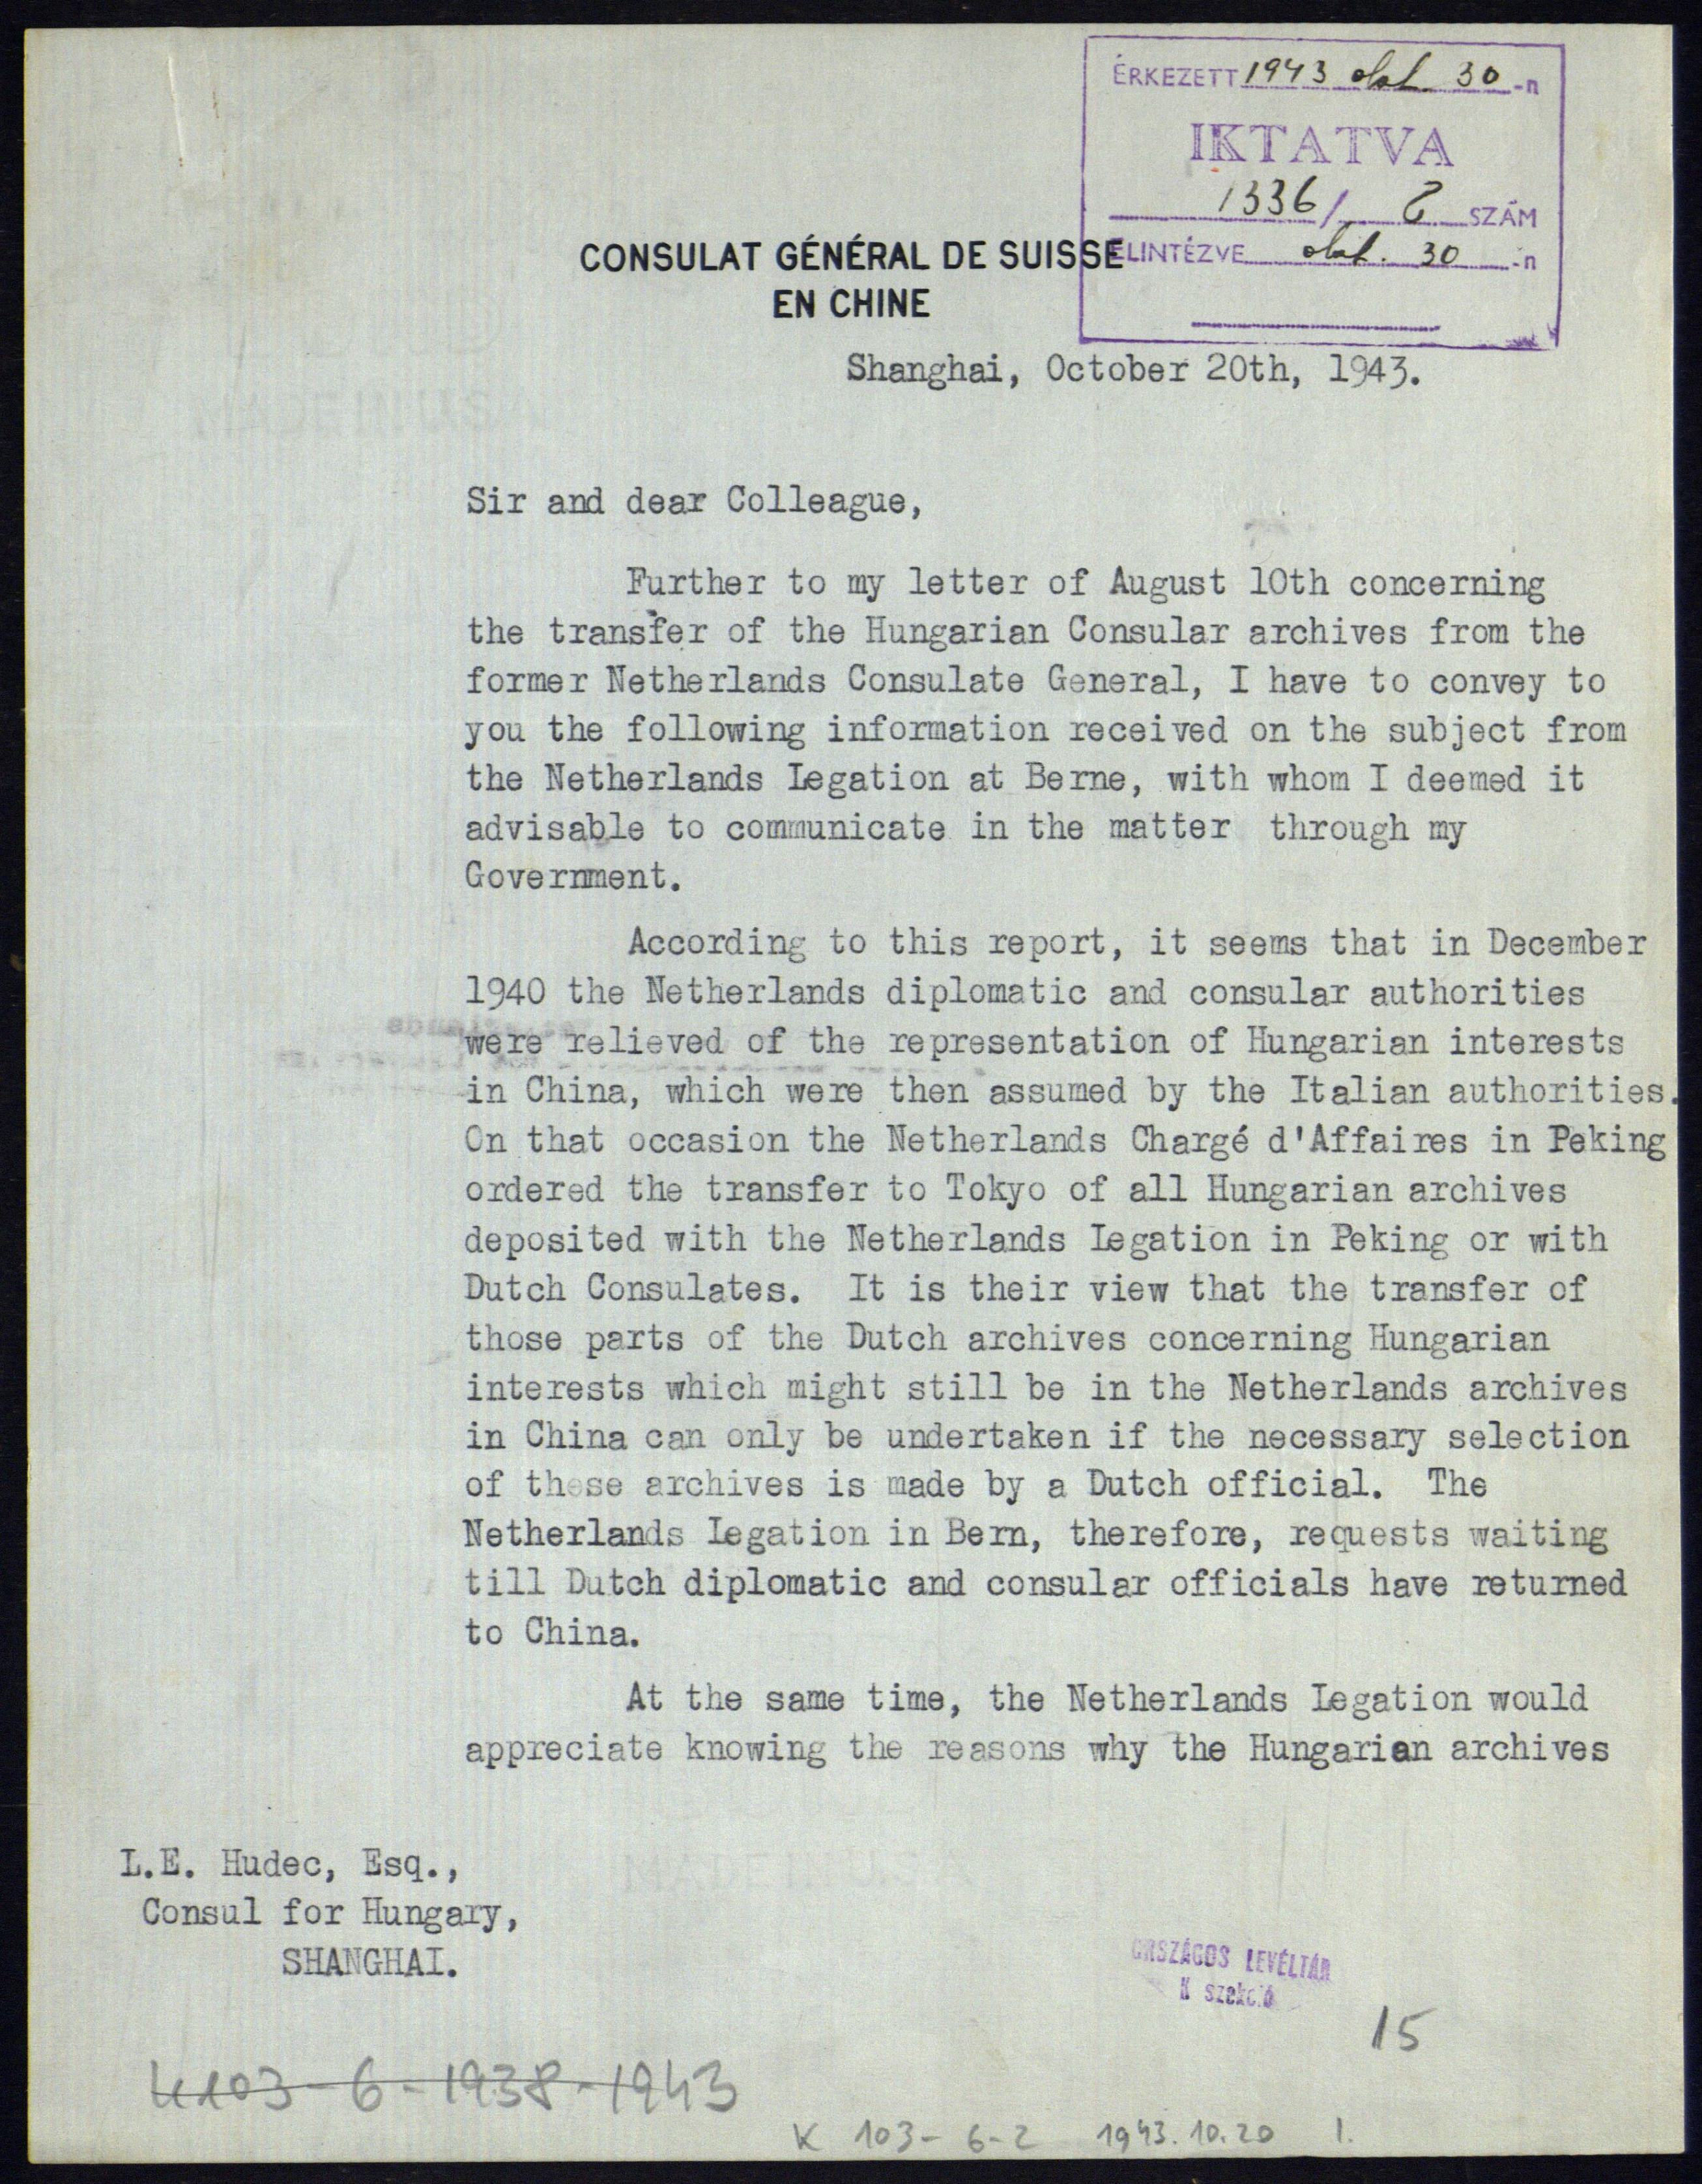 ÉRKEZETT 1943 okt. 30 -n
IKTATVA
1336/ SZÁM
ELINTÉZVE okt. 30 -n
CONSULAT GÉNÉRAL DE SUISSE
EN CHINE
Shanghai, October 20th, 1943.
Sir and dear Colleague,
Further to my letter of August 10th concerning
the transfer of the Hungarian Consular archives from the
former Netherlands Consulate General, I have to convey to
you the following information received on the subject from
the Netherlands Legation at Berne, with whom I deemed it
advisable to communicate in the matter through my
Government.
According to this report, it seems that in December
1940 the Netherlands diplomatic and consular authorities
were relieved of the representation of Hungarian interests
in China, which were then assumed by the Italian authorities.
On that occasion the Netherlands Chargé d'Affaires in Peking
ordered the transfer to Tokyo of all Hungarian archives
deposited with the Netherlands Legation in Peking or with
Dutch Consulates. It is their view that the transfer of
those parts of the Dutch archives concerning Hungarian
interests which might still be in the Netherlands archives
in China can only be undertaken if the necessary selection
of these archives is made by a Dutch official. The
Netherlands Legation in Bern, therefore, requests waiting
till Dutch diplomatic and consular officials have returned
to China.
At the same time, the Netherlands Legation would
appreciate knowing the reasons why the Hungarian archives
L.E. Hudec, Esq.,
Consul for Hungary,
SHANGHAI.
ORSZÁGOS LEVÉLTÁR
K szekció
15
K103-6-1938-1943
K 103-6-2 1943.10.20 1.